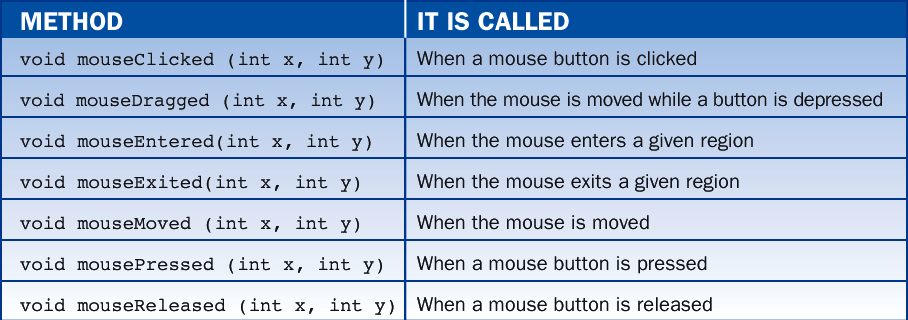 METHOD IT IS CALLED
void mouseClicked (int x, int y) When a mouse button is clicked
void mouseDragged (int x, int y) When the mouse is moved while a button is depressed
void mouseEntered(int x, int y) When the mouse enters a given region
void mouseExited(int x, int y) When the mouse exits a given region
void mouseMoved (int x, int y) When the mouse is moved
void mousePressed (int x, int y) When a mouse button is pressed
void mouseReleased (int x, int y) When a mouse button is released